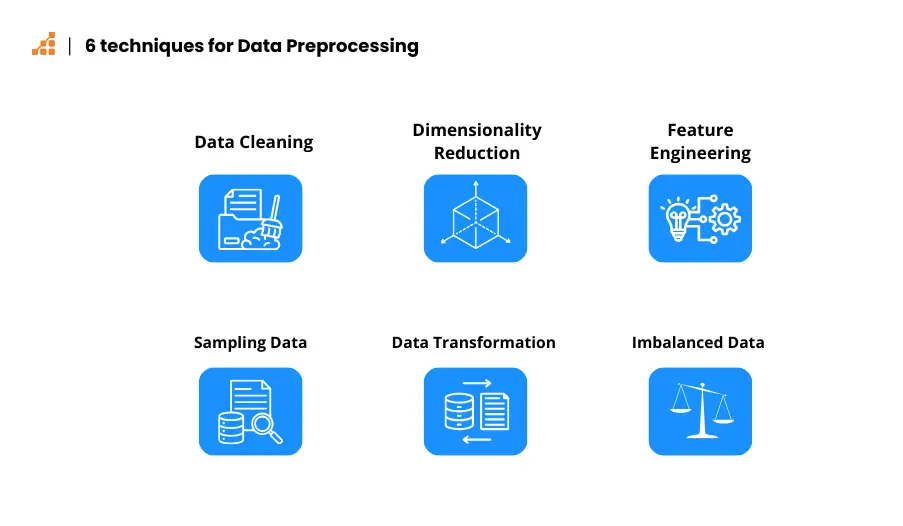 6 techniques for Data Preprocessing
Data Cleaning
Dimensionality
Reduction
Feature
Engineering
Sampling Data
Data Transformation
Imbalanced Data